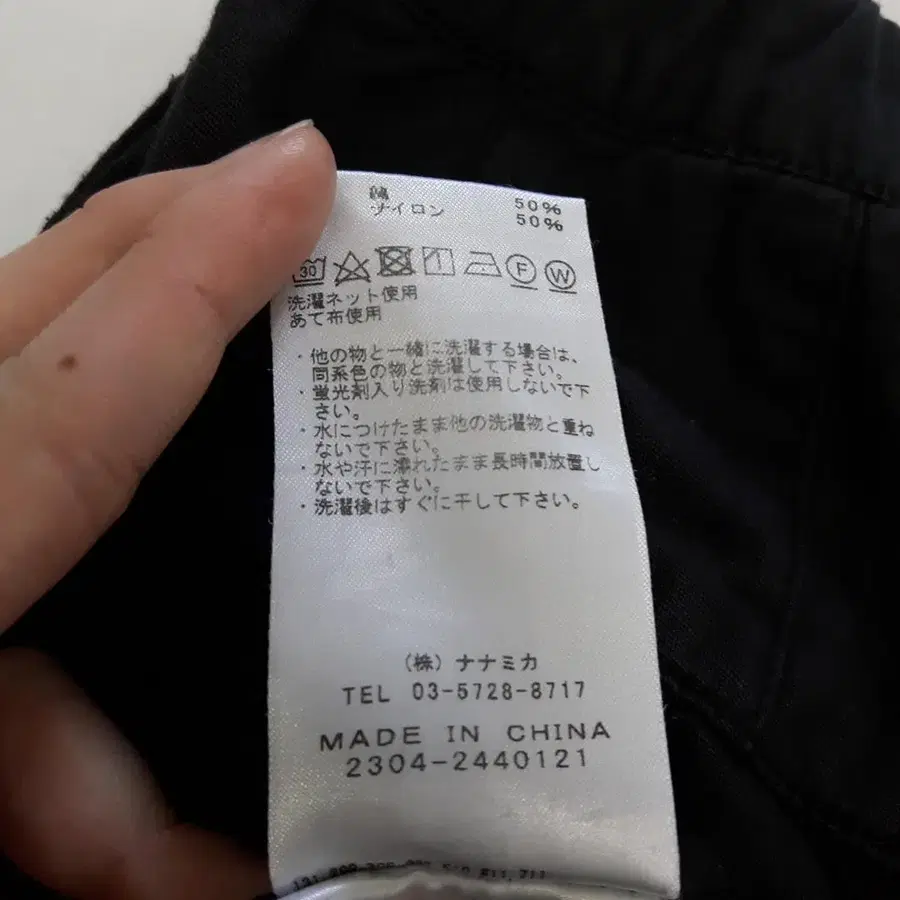 綿 50%
ナイロン 50%
30 F W
洗濯ネット使用
あて布使用
・他の物と一緒に洗濯する場合は、
同系色の物と洗濯して下さい。
・蛍光剤入り洗剤は使用しないで下
さい。
・水につけたまま他の洗濯物と重ね
ないで下さい。
・水や汗に濡れたまま長時間放置し
ないで下さい。
・洗濯後はすぐに干して下さい。
(株)ナナミカ
TEL 03-5728-8717
MADE IN CHINA
2304-2440121